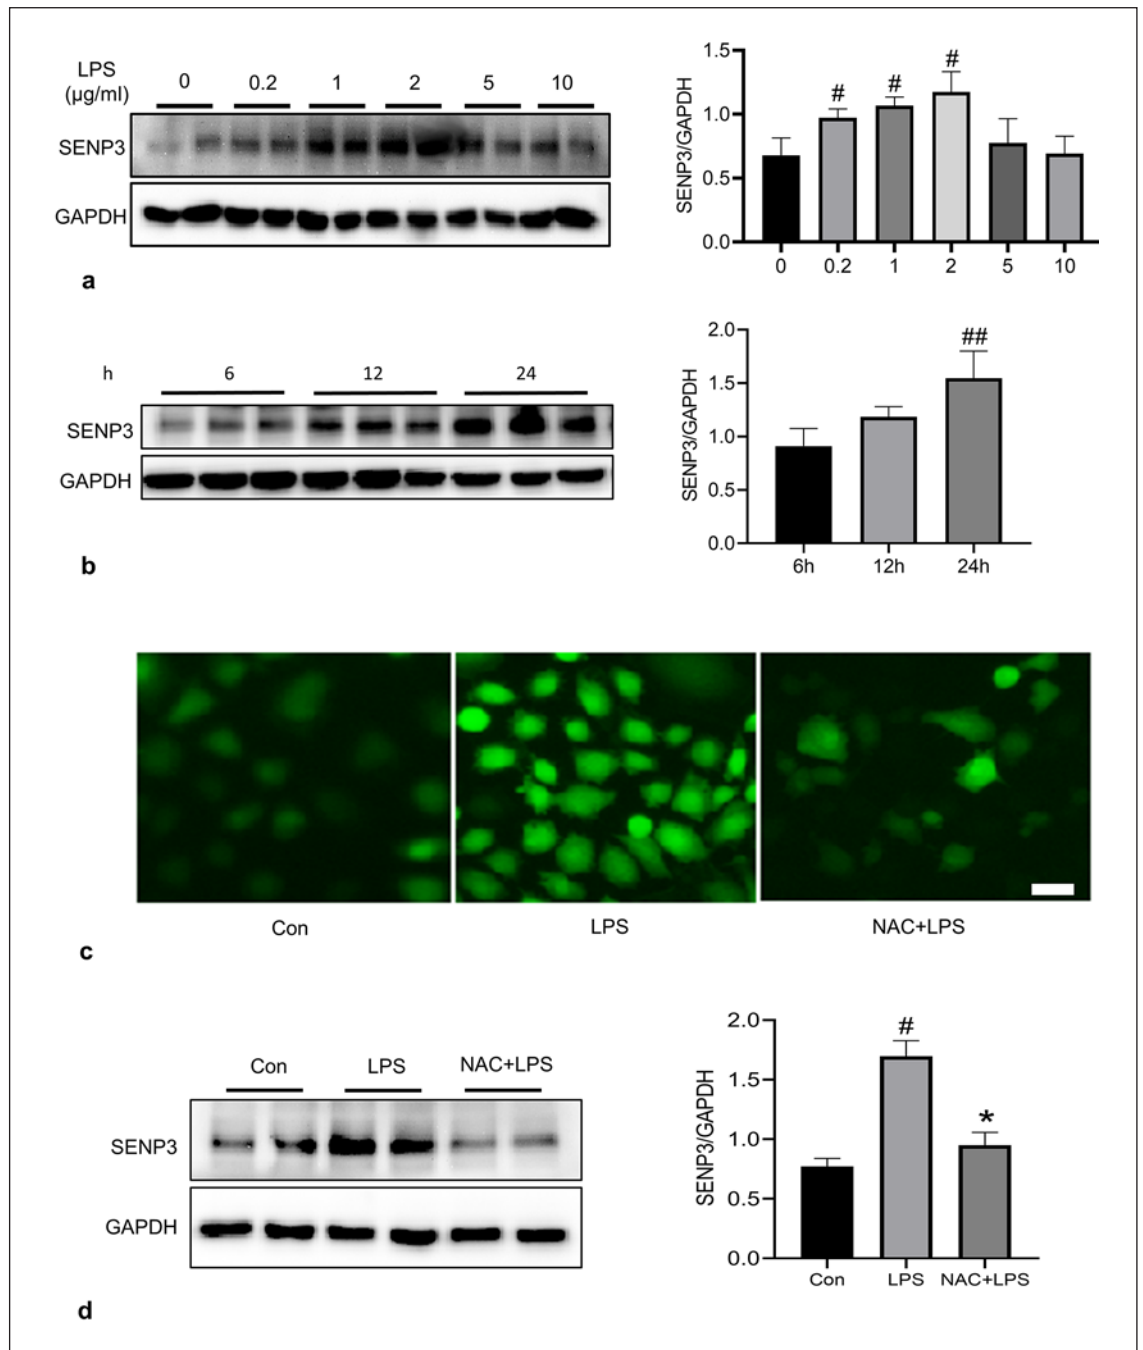 LPS
(µg/ml)
0 0.2 1 2 5 10
SENP3
GAPDH
SENP3/GAPDH
1.5
1.0
0.5
0.0
# # #
0 0.2 1 2 5 10
a
h 6 12 24
SENP3
GAPDH
SENP3/GAPDH
2.0
1.5
1.0
0.5
0.0
##
6h 12h 24h
b
Con LPS NAC+LPS
c
Con LPS NAC+LPS
SENP3
GAPDH
SENP3/GAPDH
2.0
1.5
1.0
0.5
0.0
# *
Con LPS NAC+LPS
d